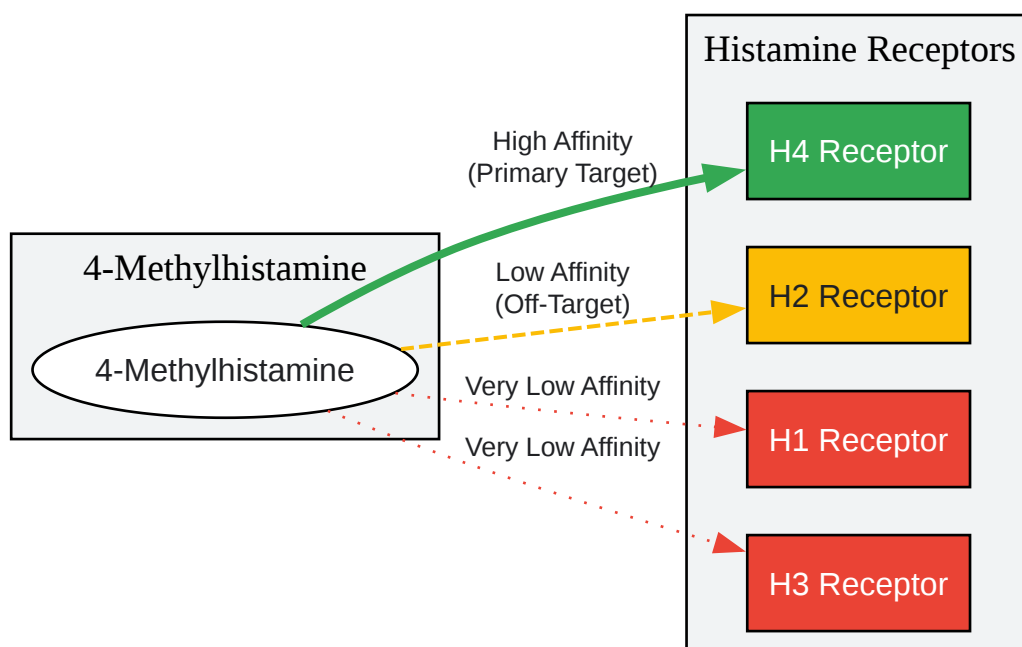 Histamine Receptors
High Affinity
(Primary Target)
H4 Receptor
4-Methylhistamine
Low Affinity
(Off-Target)
H2 Receptor
4-Methylhistamine
Very Low Affinity
H1 Receptor
Very Low Affinity
H3 Receptor